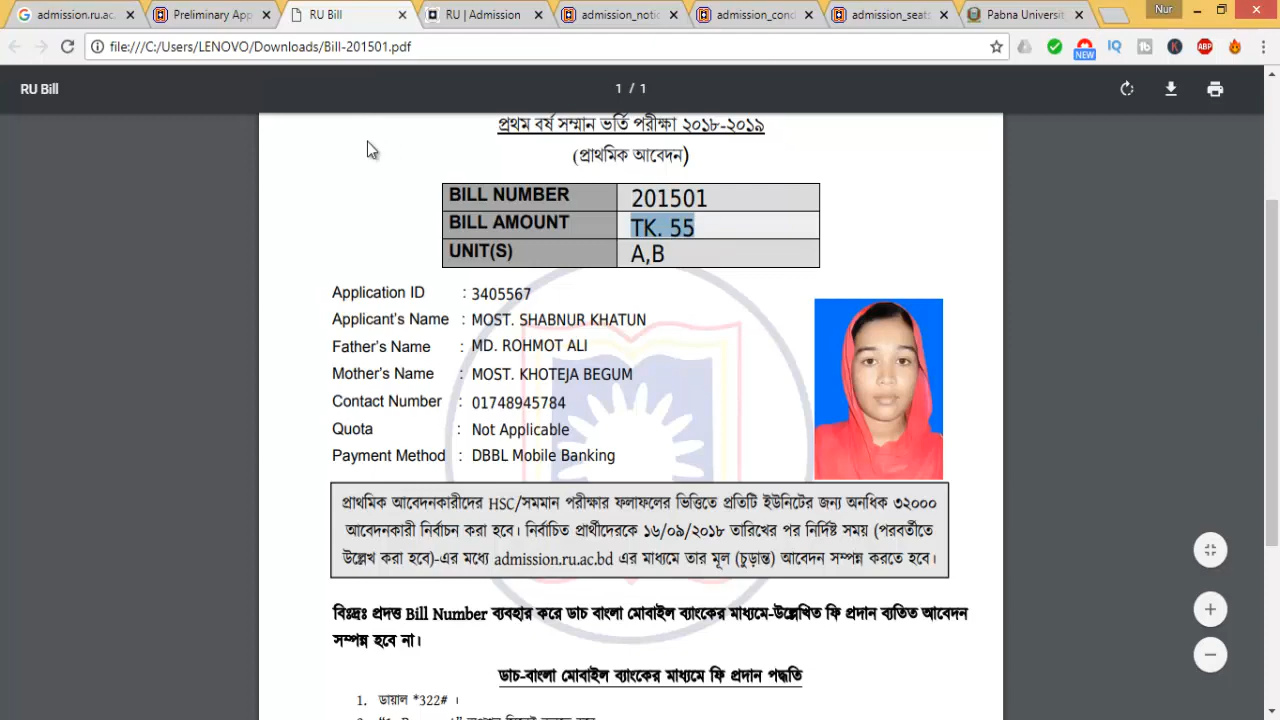 admission.ru.ac.
Preliminary App
RU Bill
RU | Admission
admission_notic
admission_cond
admission_seats
Pabna Universit
Nur
file:///C:/Users/LENOVO/Downloads/Bill-201501.pdf
IQ
NEW
ABP
RU Bill
1 / 1
প্রথম বর্ষ সম্মান ভর্তি পরীক্ষা ২০১৮-২০১৯
(প্রাথমিক আবেদন)
BILL NUMBER 201501
BILL AMOUNT TK. 55
UNIT(S) A,B
Application ID : 3405567
Applicant's Name : MOST. SHABNUR KHATUN
Father's Name : MD. ROHMOT ALI
Mother's Name : MOST. KHOTEJA BEGUM
Contact Number : 01748945784
Quota : Not Applicable
Payment Method : DBBL Mobile Banking
প্রাথমিক আবেদনকারীদের HSC/সমমান পরীক্ষার ফলাফলের ভিত্তিতে প্রতিটি ইউনিটের জন্য অনধিক ৩২০০০
আবেদনকারী নির্বাচন করা হবে। নির্বাচিত প্রার্থীদেরকে ১৬/০৯/২০১৮ তারিখের পর নির্দিষ্ট সময় (পরবর্তীতে
উল্লেখ করা হবে)-এর মধ্যে admission.ru.ac.bd এর মাধ্যমে তার মূল (চূড়ান্ত) আবেদন সম্পন্ন করতে হবে।
বিঃদ্রঃ প্রদত্ত Bill Number ব্যবহার করে ডাচ বাংলা মোবাইল ব্যাংকের মাধ্যমে-উল্লেখিত ফি প্রদান ব্যতিত আবেদন
সম্পন্ন হবে না।
ডাচ-বাংলা মোবাইল ব্যাংকের মাধ্যমে ফি প্রদান পদ্ধতি
1. ডায়াল *322# ।